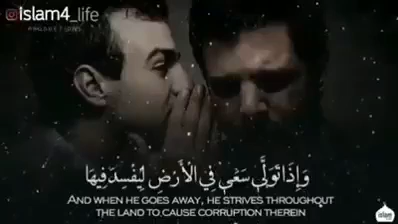 islam4_life
وَإِذَا تَوَلَّىٰ سَعَىٰ فِي الْأَرْضِ لِيُفْسِدَ فِيهَا
AND WHEN HE GOES AWAY, HE STRIVES THROUGHOUT
THE LAND TO CAUSE CORRUPTION THEREIN